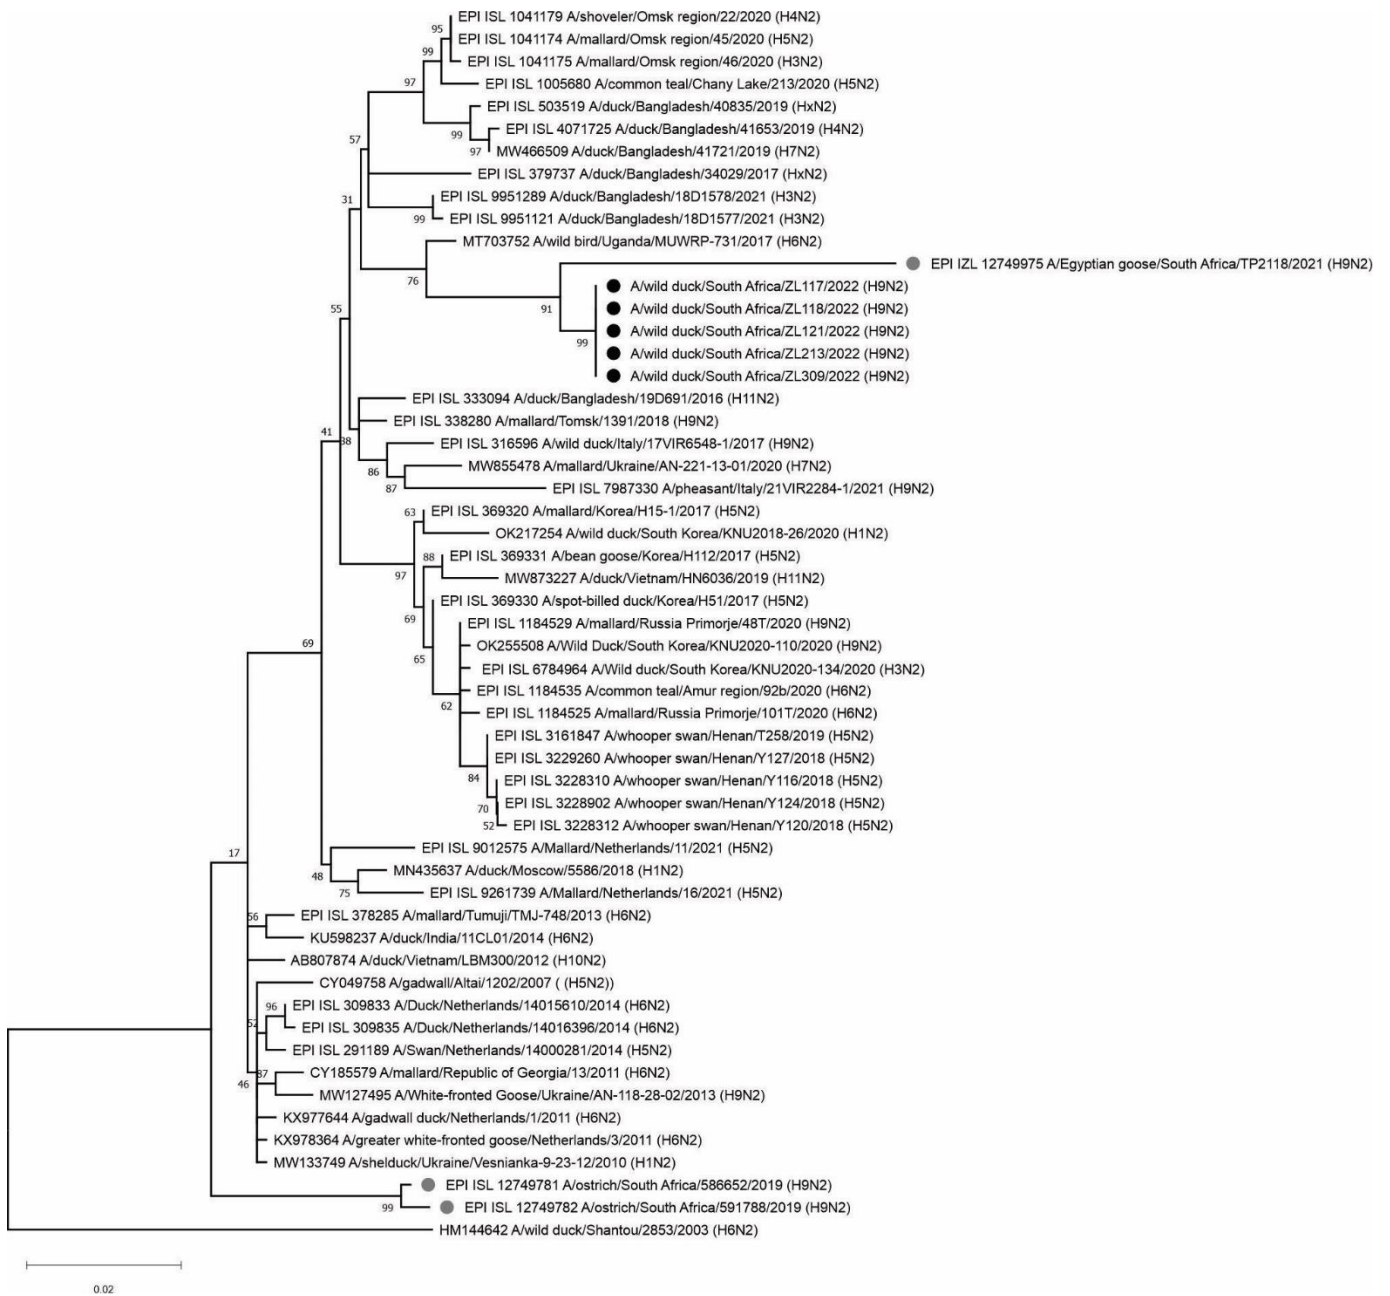 EPI ISL 1041179 A/shoveler/Omsk region/22/2020 (H4N2)
95
EPI ISL 1041174 A/mallard/Omsk region/45/2020 (H5N2)
99
EPI ISL 1041175 A/mallard/Omsk region/46/2020 (H3N2)
97
EPI ISL 1005680 A/common teal/Chany Lake/213/2020 (H5N2)
EPI ISL 503519 A/duck/Bangladesh/40835/2019 (HxN2)
EPI ISL 4071725 A/duck/Bangladesh/41653/2019 (H4N2)
99
57
97 MW466509 A/duck/Bangladesh/41721/2019 (H7N2)
EPI ISL 379737 A/duck/Bangladesh/34029/2017 (HxN2)
EPI ISL 9951289 A/duck/Bangladesh/18D1578/2021 (H3N2)
31
99 EPI ISL 9951121 A/duck/Bangladesh/18D1577/2021 (H3N2)
MT703752 A/wild bird/Uganda/MUWRP-731/2017 (H6N2)
EPI IZL 12749975 A/Egyptian goose/South Africa/TP2118/2021 (H9N2)
76
A/wild duck/South Africa/ZL117/2022 (H9N2)
91
A/wild duck/South Africa/ZL118/2022 (H9N2)
55
A/wild duck/South Africa/ZL121/2022 (H9N2)
99
A/wild duck/South Africa/ZL213/2022 (H9N2)
A/wild duck/South Africa/ZL309/2022 (H9N2)
EPI ISL 333094 A/duck/Bangladesh/19D691/2016 (H11N2)
EPI ISL 338280 A/mallard/Tomsk/1391/2018 (H9N2)
41
38
EPI ISL 316596 A/wild duck/Italy/17VIR6548-1/2017 (H9N2)
86
MW855478 A/mallard/Ukraine/AN-221-13-01/2020 (H7N2)
87
EPI ISL 7987330 A/pheasant/Italy/21VIR2284-1/2021 (H9N2)
63
EPI ISL 369320 A/mallard/Korea/H15-1/2017 (H5N2)
OK217254 A/wild duck/South Korea/KNU2018-26/2020 (H1N2)
88
EPI ISL 369331 A/bean goose/Korea/H112/2017 (H5N2)
97
MW873227 A/duck/Vietnam/HN6036/2019 (H11N2)
EPI ISL 369330 A/spot-billed duck/Korea/H51/2017 (H5N2)
69
EPI ISL 1184529 A/mallard/Russia Primorje/48T/2020 (H9N2)
69
OK255508 A/Wild Duck/South Korea/KNU2020-110/2020 (H9N2)
65
EPI ISL 6784964 A/Wild duck/South Korea/KNU2020-134/2020 (H3N2)
EPI ISL 1184535 A/common teal/Amur region/92b/2020 (H6N2)
62
EPI ISL 1184525 A/mallard/Russia Primorje/101T/2020 (H6N2)
EPI ISL 3161847 A/whooper swan/Henan/T258/2019 (H5N2)
EPI ISL 3229260 A/whooper swan/Henan/Y127/2018 (H5N2)
84
EPI ISL 3228310 A/whooper swan/Henan/Y116/2018 (H5N2)
70
EPI ISL 3228902 A/whooper swan/Henan/Y124/2018 (H5N2)
52 EPI ISL 3228312 A/whooper swan/Henan/Y120/2018 (H5N2)
EPI ISL 9012575 A/Mallard/Netherlands/11/2021 (H5N2)
17
MN435637 A/duck/Moscow/5586/2018 (H1N2)
48
75
EPI ISL 9261739 A/Mallard/Netherlands/16/2021 (H5N2)
56
EPI ISL 378285 A/mallard/Tumuji/TMJ-748/2013 (H6N2)
KU598237 A/duck/India/11CL01/2014 (H6N2)
AB807874 A/duck/Vietnam/LBM300/2012 (H10N2)
CY049758 A/gadwall/Altai/1202/2007 ( (H5N2))
96
EPI ISL 309833 A/Duck/Netherlands/14015610/2014 (H6N2)
52
EPI ISL 309835 A/Duck/Netherlands/14016396/2014 (H6N2)
EPI ISL 291189 A/Swan/Netherlands/14000281/2014 (H5N2)
37
CY185579 A/mallard/Republic of Georgia/13/2011 (H6N2)
46
MW127495 A/White-fronted Goose/Ukraine/AN-118-28-02/2013 (H9N2)
KX977644 A/gadwall duck/Netherlands/1/2011 (H6N2)
KX978364 A/greater white-fronted goose/Netherlands/3/2011 (H6N2)
MW133749 A/shelduck/Ukraine/Vesnianka-9-23-12/2010 (H1N2)
EPI ISL 12749781 A/ostrich/South Africa/586652/2019 (H9N2)
99
EPI ISL 12749782 A/ostrich/South Africa/591788/2019 (H9N2)
HM144642 A/wild duck/Shantou/2853/2003 (H6N2)
0.02